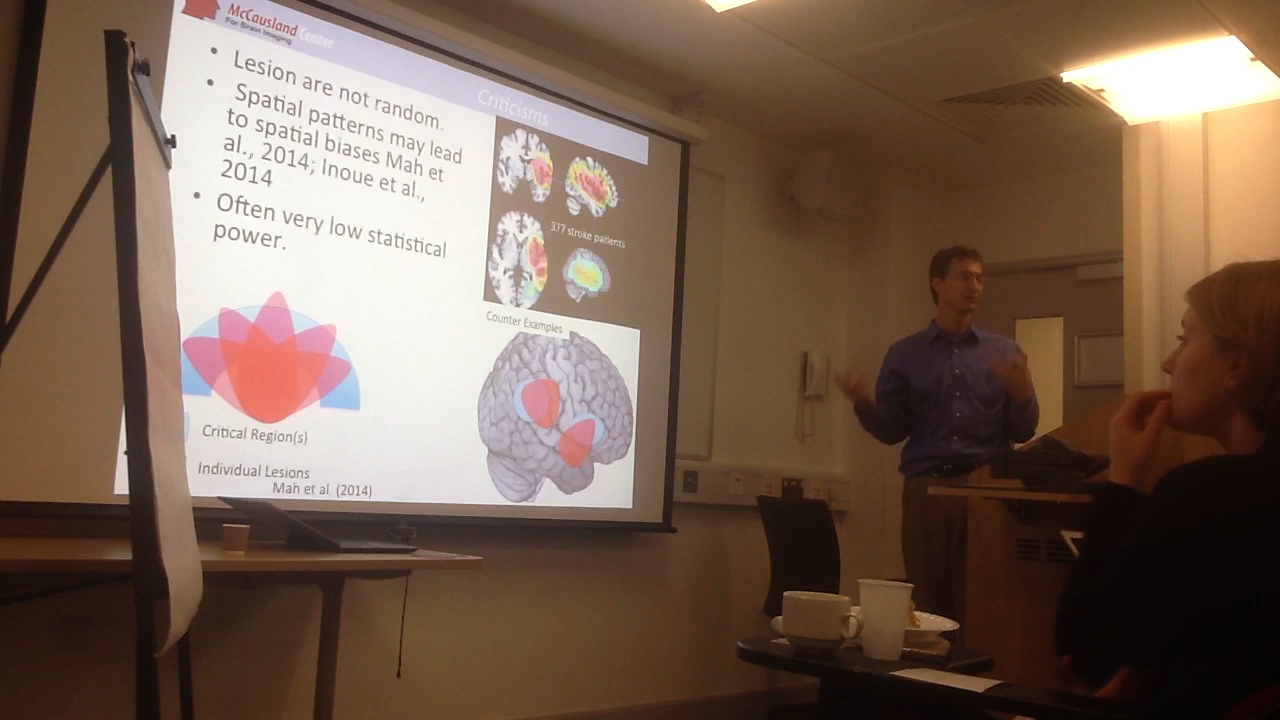 McCausland Center
For Brain Imaging
Criticisms
• Lesion are not random.
• Spatial patterns may lead
to spatial biases Mah et
al., 2014; Inoue et al.,
2014
• Often very low statistical
power.
337 stroke patients
Counter Examples
Critical Region(s)
Individual Lesions
Mah et al. (2014)